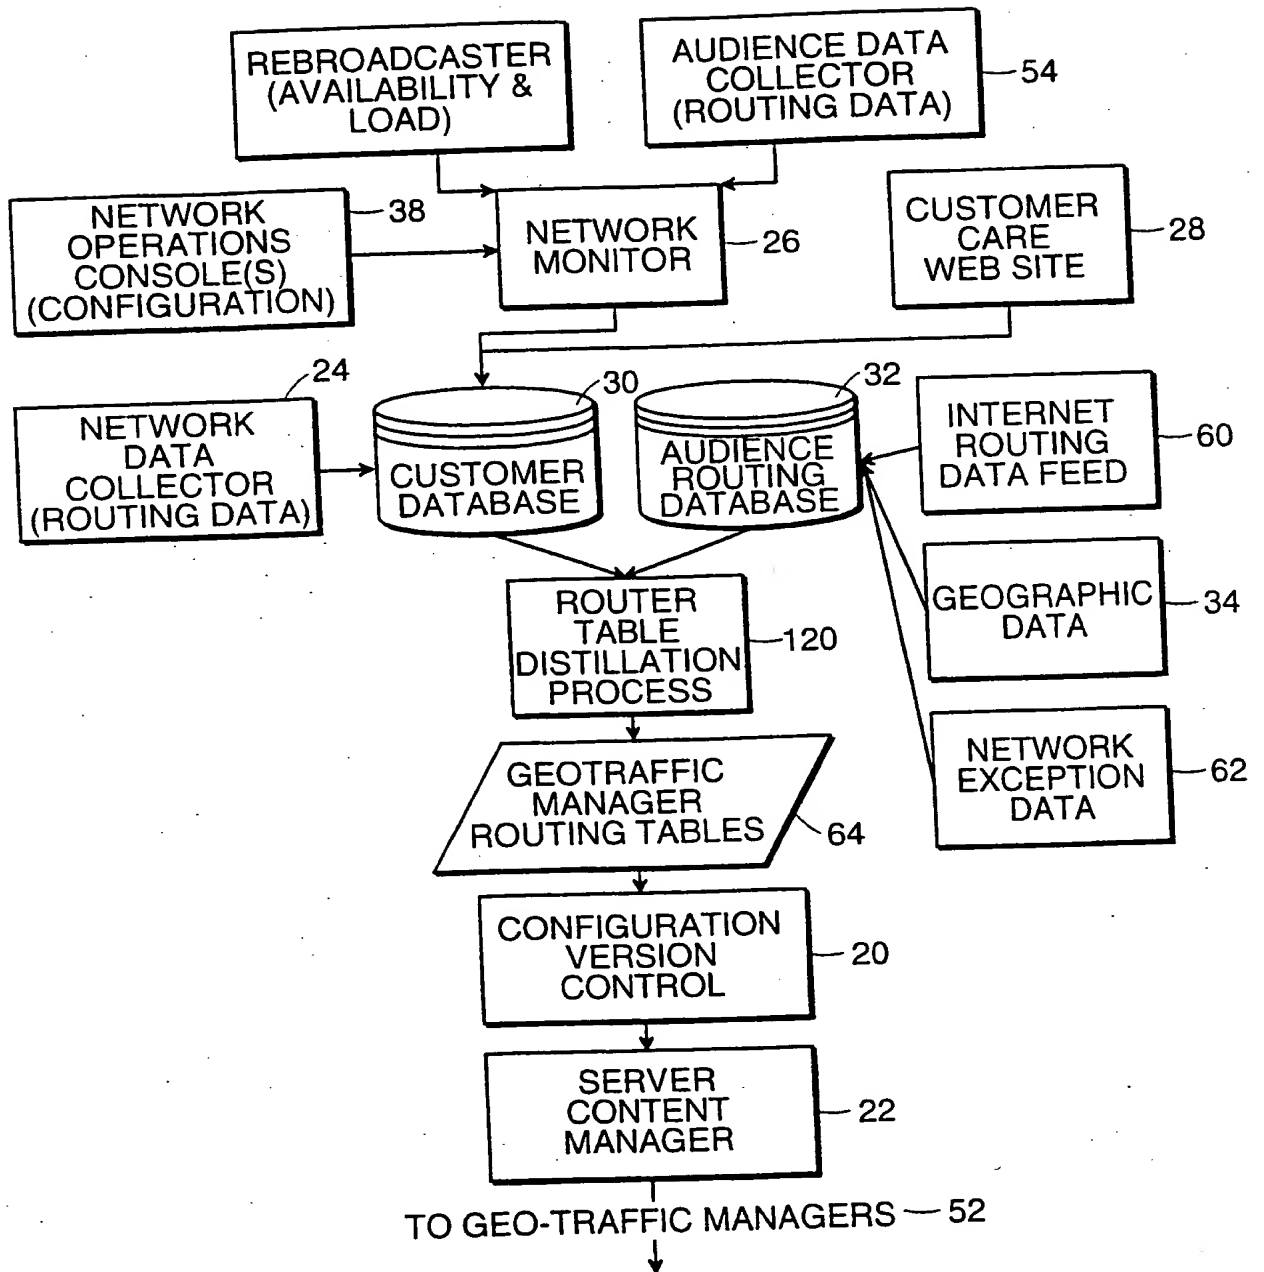 REBROADCASTER
(AVAILABILITY &
LOAD)
AUDIENCE DATA
COLLECTOR
(ROUTING DATA)
54
NETWORK
OPERATIONS
CONSOLE(S)
(CONFIGURATION)
38
NETWORK
MONITOR
26
CUSTOMER
CARE
WEB SITE
28
NETWORK
DATA
COLLECTOR
(ROUTING DATA)
24
CUSTOMER
DATABASE
30
AUDIENCE
ROUTING
DATABASE
32
INTERNET
ROUTING
DATA FEED
60
GEOGRAPHIC
DATA
34
ROUTER
TABLE
DISTILLATION
PROCESS
120
NETWORK
EXCEPTION
DATA
62
GEOTRAFFIC
MANAGER
ROUTING TABLES
64
CONFIGURATION
VERSION
CONTROL
20
SERVER
CONTENT
MANAGER
22
TO GEO-TRAFFIC MANAGERS
52